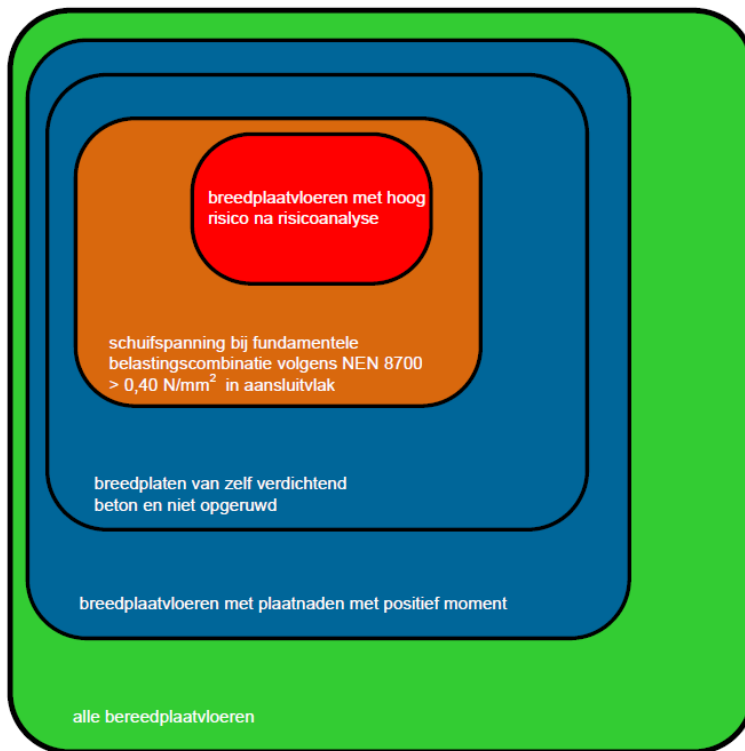 breedplaatvloeren met hoog
risico na risicoanalyse
schuifspanning bij fundamentele
belastingscombinatie volgens NEN 8700
> 0,40 N/mm² in aansluitvlak
breedplaten van zelf verdichtend
beton en niet opgeruwd
breedplaatvloeren met plaatnaden met positief moment
alle bereedplaatvloeren